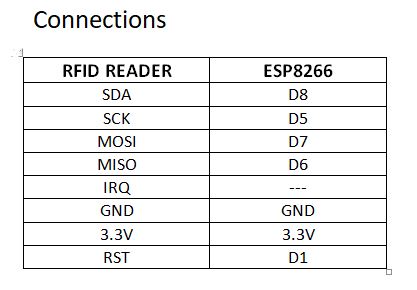 Connections
RFID READER ESP8266
SDA D8
SCK D5
MOSI D7
MISO D6
IRQ ---
GND GND
3.3V 3.3V
RST D1